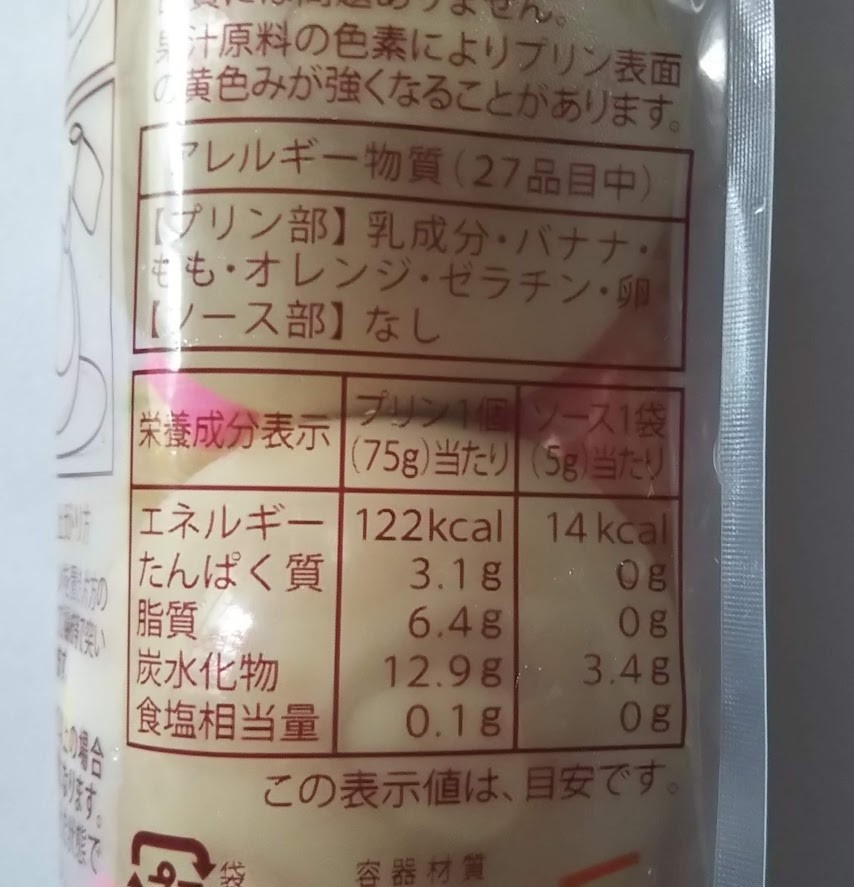 果汁原料の色素によりプリン表面
の黄色みが強くなることがあります。
アレルギー物質(27品目中)
【プリン部】乳成分・バナナ・
もも・オレンジ・ゼラチン・卵
【ソース部】なし
栄養成分表示 プリン1個(75g)当たり ソース1袋(5g)当たり
エネルギー 122kcal 14kcal
たんぱく質 3.1g 0g
脂質 6.4g 0g
炭水化物 12.9g 3.4g
食塩相当量 0.1g 0g
この表示値は、目安です。
袋 容器材質